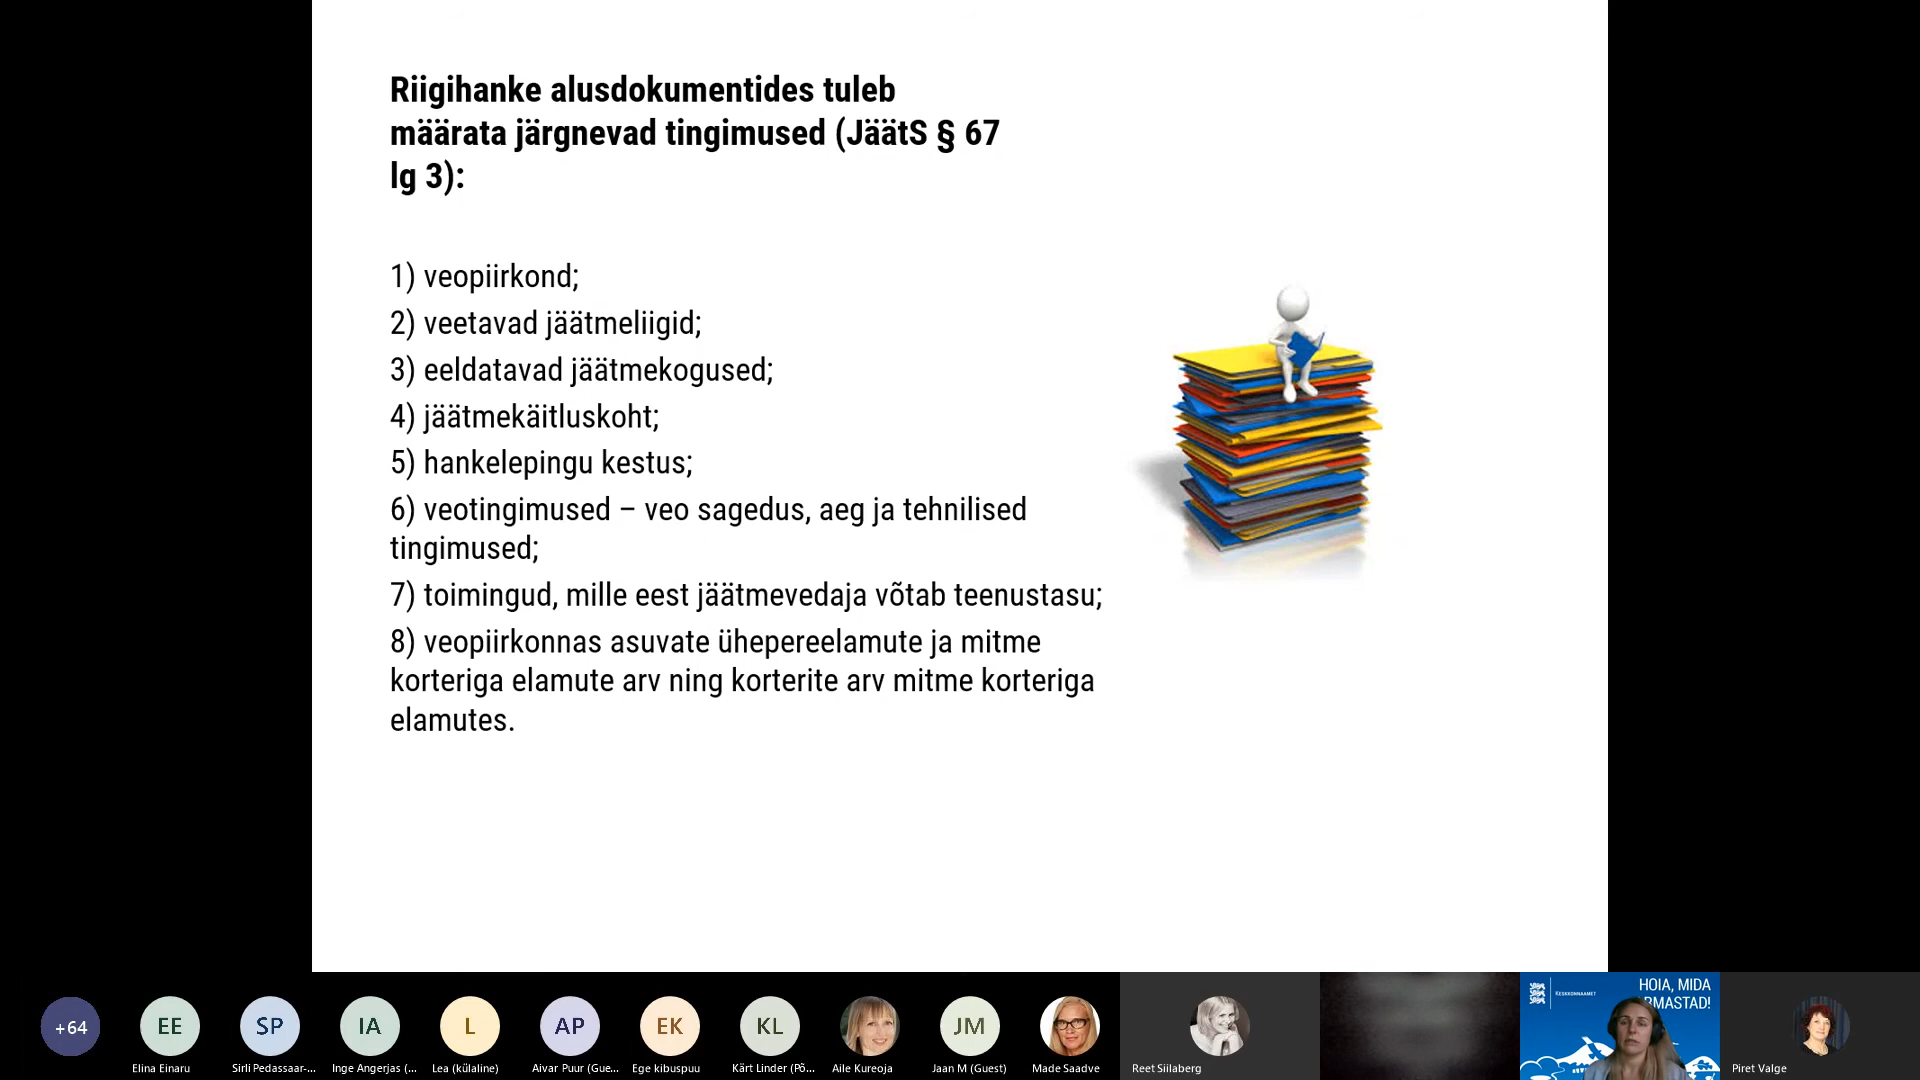 Riigihanke alusdokumentides tuleb
määrata järgnevad tingimused (JäätS § 67
lg 3):
1) veopiirkond;
2) veetavad jäätmeliigid;
3) eeldatavad jäätmekogused;
4) jäätmekäitluskoht;
5) hankelepingu kestus;
6) veotingimused – veo sagedus, aeg ja tehnilised
tingimused;
7) toimingud, mille eest jäätmevedaja võtab teenustasu;
8) veopiirkonnas asuvate ühepereelamute ja mitme
korteriga elamute arv ning korterite arv mitme korteriga
elamutes.
+64
EE
SP
IA
L
AP
EK
KL
JM
KESKKONNAAMET
HOIA, MIDA
RMASTAD!
Elina Einaru
Sirli Pedassaar-...
Inge Angerjas (...
Lea (külaline)
Aivar Puur (Gue...
Ege kibuspuu
Kärt Linder (Põ...
Aile Kureoja
Jaan M (Guest)
Made Saadve
Reet Siilaberg
Piret Valge